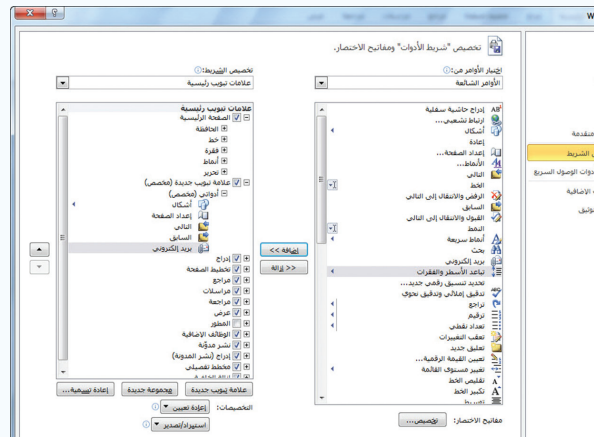 W
تخصيص "شريط الأدوات" ومفاتيح الاختصار.
اختيار الأوامر من:
الأوامر الشائعة
إدراج حاشية سفلية
ارتباط تشعبي...
أشكال
إعادة
إعداد الصفحة...
الأنماط...
التالي
الخط
الرفض والانتقال إلى التالي
السابق
القبول والانتقال إلى التالي
النمط
أنماط سريعة
بحث
بريد إلكتروني
تباعد الأسطر والفقرات
تحديد تنسيق رقمي جديد...
تدقيق إملائي وتدقيق نحوي
تراجع
ترقيم
تعداد نقطي
تعقب التغييرات
تعليق جديد
تعيين القيمة الرقمية...
تغيير مستوى القائمة
تقليص الخط
تكبير الخط
توسيط
مفاتيح الاختصار: تخصيص...
إضافة >>
<< إزالة
تخصيص الشريط:
علامات تبويب رئيسية
علامات تبويب رئيسية
الصفحة الرئيسية
الحافظة
خط
فقرة
أنماط
تحرير
علامة تبويب جديدة (مخصص)
أدواتي (مخصص)
أشكال
إعداد الصفحة
التالي
السابق
بريد إلكتروني
إدراج
تخطيط الصفحة
مراجع
مراسلات
مراجعة
عرض
المطور
الوظائف الإضافية
نشر مدونة
إدراج (نشر المدونة)
مخطط تفصيلي
علامة تبويب جديدة
مجموعة جديدة
إعادة تسمية...
التخصيصات: إعادة تعيين
استيراد/تصدير
متقدمة
الشريط
أدوات الوصول السريع
الإضافية